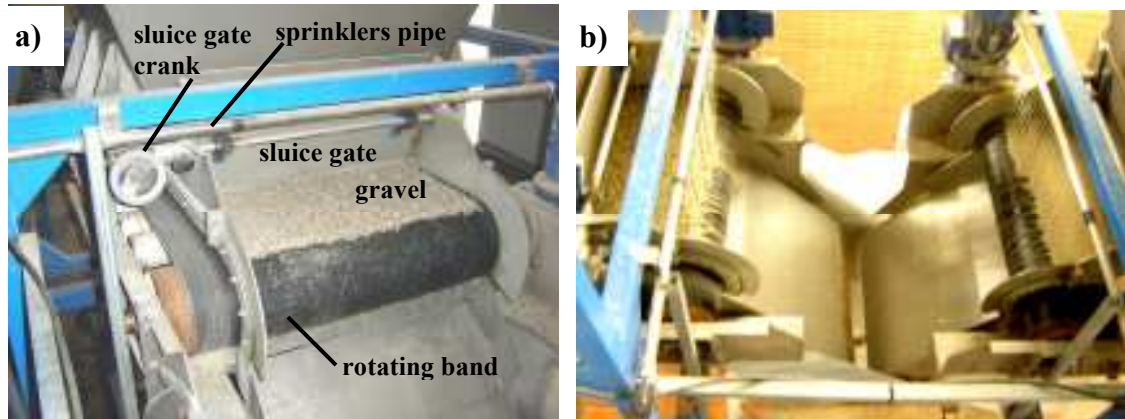 a)
sluice gate
crank
sprinklers pipe
sluice gate
gravel
rotating band
b)